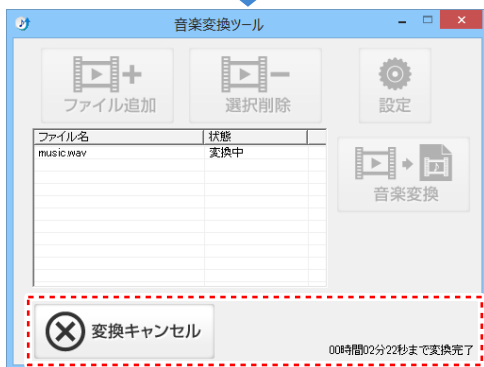 音楽変換ツール
ファイル追加
選択削除
設定
ファイル名 状態
music.wav 変換中
音楽変換
変換キャンセル
00時間02分22秒まで変換完了